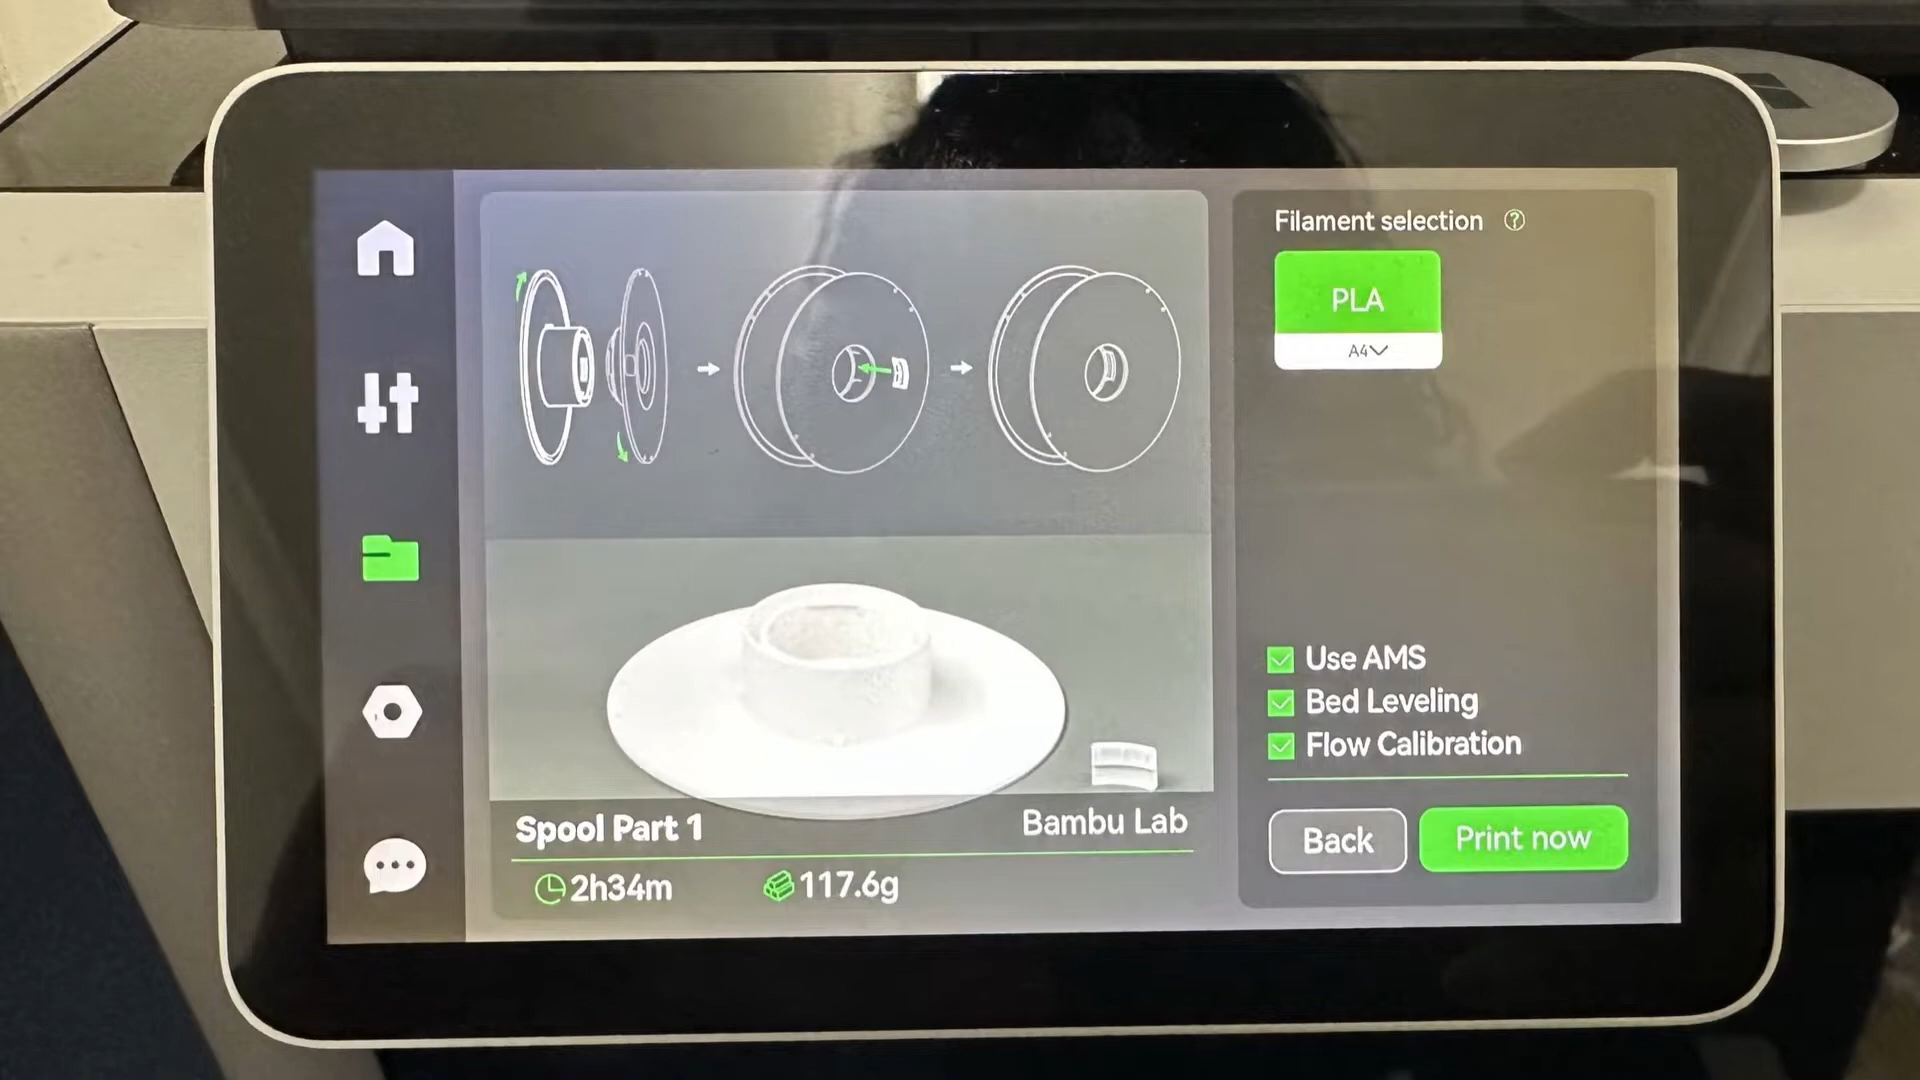 Filament selection ?
PLA
A4
Use AMS
Bed Leveling
Flow Calibration
Back
Print now
Spool Part 1
Bambu Lab
2h34m
117.6g